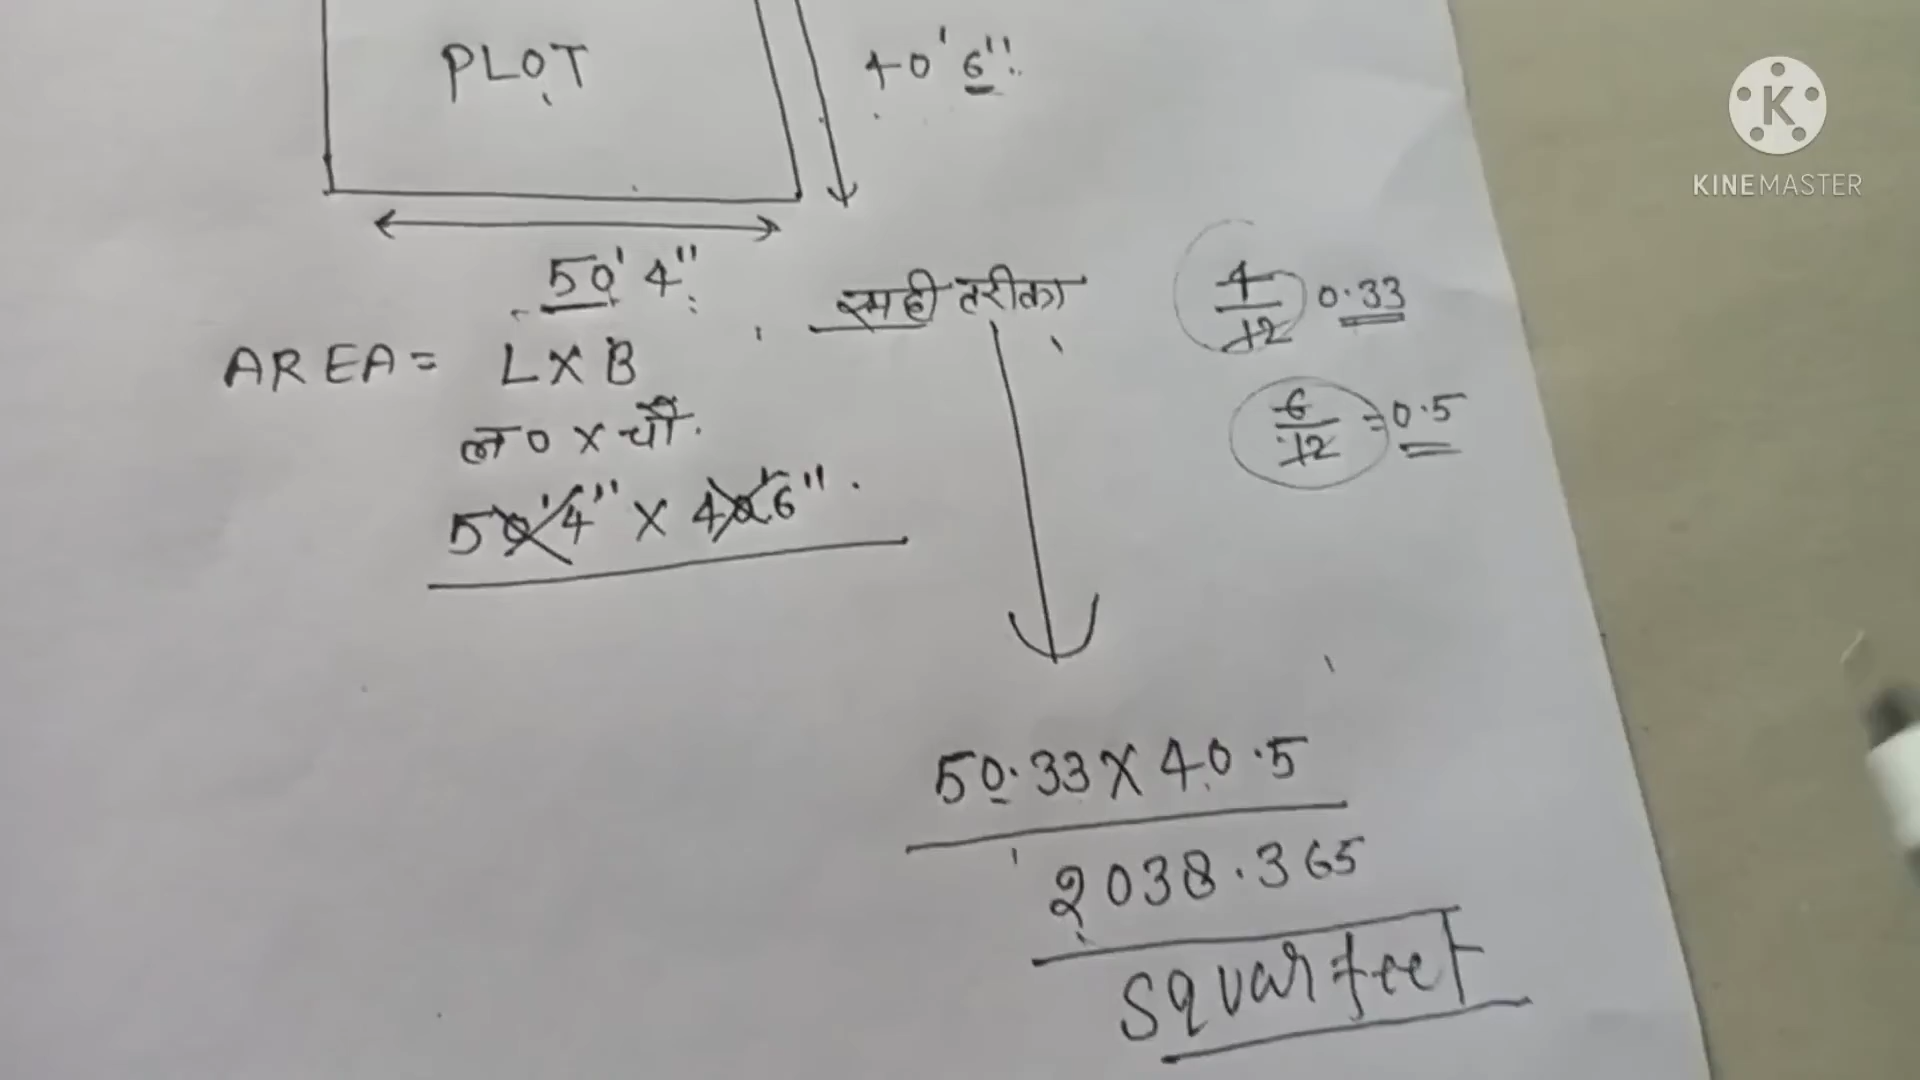 PLOT
40' 6"
50' 4"
AREA = L X B
ल० X चौ.
50' 4" X 40' 6"
सही तरीका
4/12 0.33
6/12 = 0.5
50.33 X 40.5
2038.365
Squar feet
K
KINEMASTER